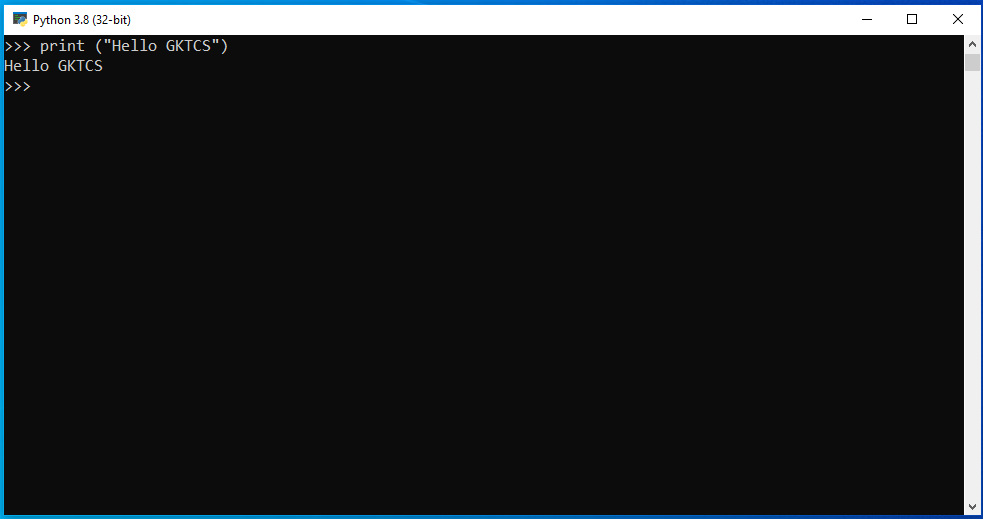 Python 3.8 (32-bit)
>>> print ("Hello GKTCS")
Hello GKTCS
>>>